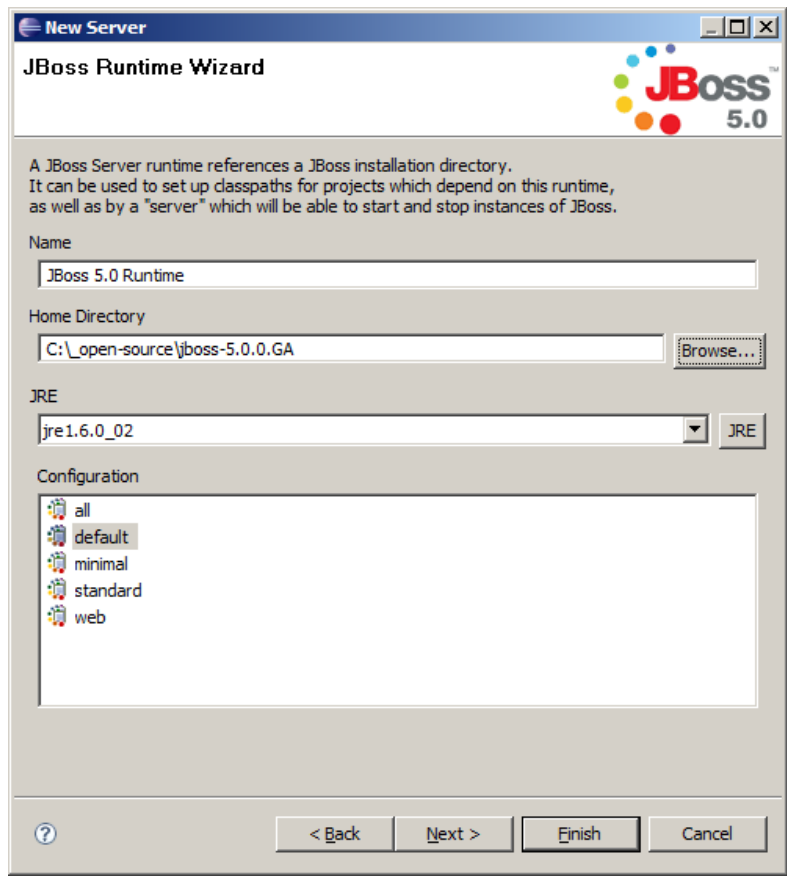 New Server
JBoss Runtime Wizard
JBoss™
5.0
A JBoss Server runtime references a JBoss installation directory.
It can be used to set up classpaths for projects which depend on this runtime,
as well as by a "server" which will be able to start and stop instances of JBoss.
Name
JBoss 5.0 Runtime
Home Directory
C:\_open-source\jboss-5.0.0.GA
Browse...
JRE
jre1.6.0_02
JRE
Configuration
all
default
minimal
standard
web
?
< Back
Next >
Finish
Cancel